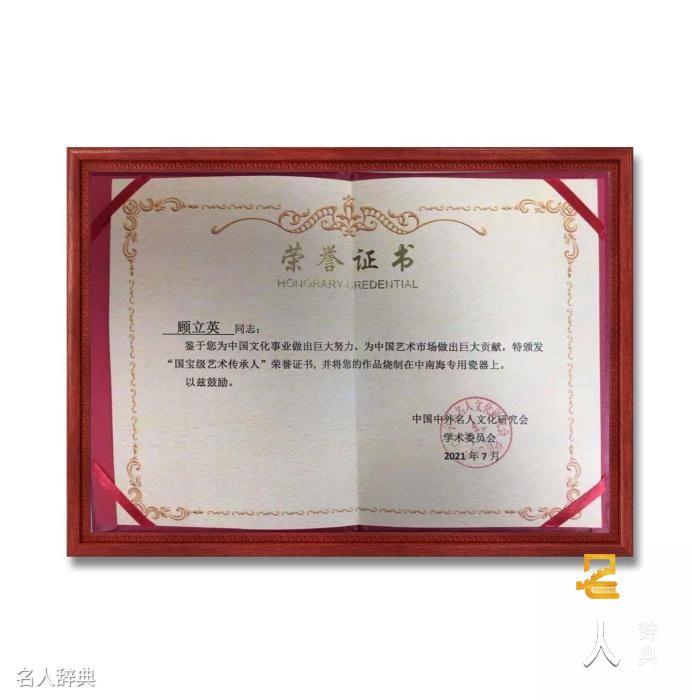 荣誉证书
HONORARY CREDENTIAL
顾立英 同志：
鉴于您为中国文化事业做出巨大努力、为中国艺术市场做出巨大贡献，特颁发
“国宝级艺术传承人”荣誉证书，并将您的作品烧制在中南海专用瓷器上。
以兹鼓励。
中国中外名人文化研究会
学术委员会
2021年7月
名人辞典
人
辞典